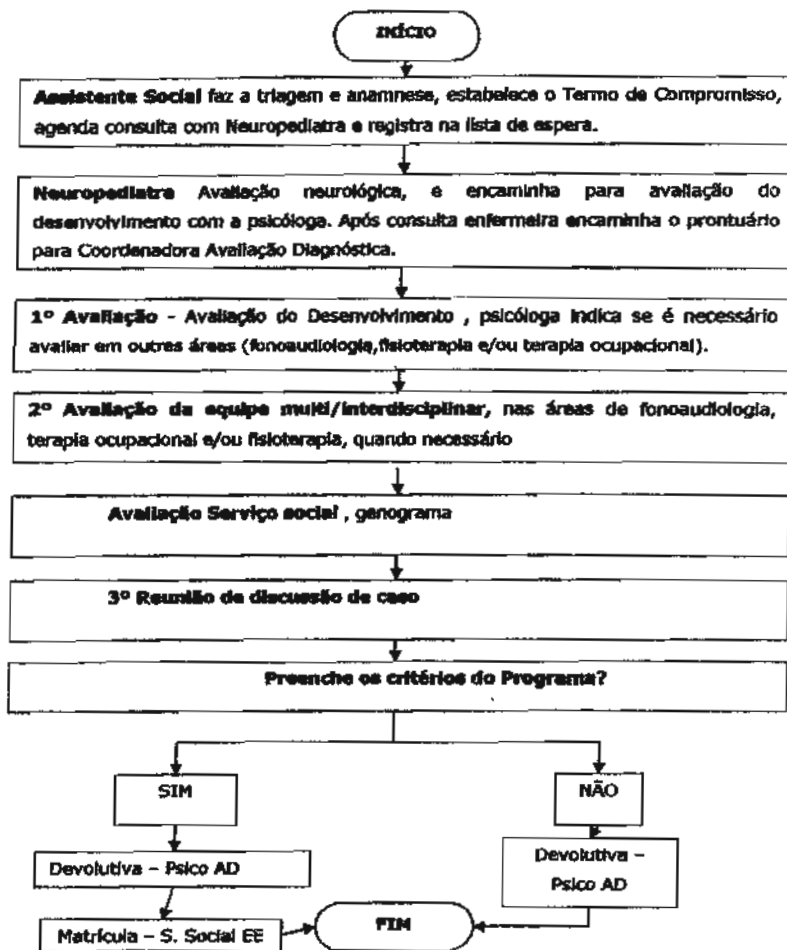 INÍCIO
Assistente Social faz a triagem e anamnese, estabelece o Termo de Compromisso,
agenda consulta com Neuropediatra e registra na lista de espera.
Neuropediatra Avaliação neurológica, e encaminha para avaliação do
desenvolvimento com a psicóloga. Após consulta enfermeira encaminha o prontuário
para Coordenadora Avaliação Diagnóstica.
1º Avaliação - Avaliação do Desenvolvimento , psicóloga indica se é necessário
avaliar em outras áreas (fonoaudiologia,fisioterapia e/ou terapia ocupacional).
2º Avaliação da equipe multi/interdisciplinar, nas áreas de fonoaudiologia,
terapia ocupacional e/ou fisioterapia, quando necessário
Avaliação Serviço social , genograma
3º Reunião de discussão de caso
Preenche os critérios do Programa?
SIM
NÃO
Devolutiva – Psico AD
Devolutiva –
Psico AD
Matrícula – S. Social EE
FIM